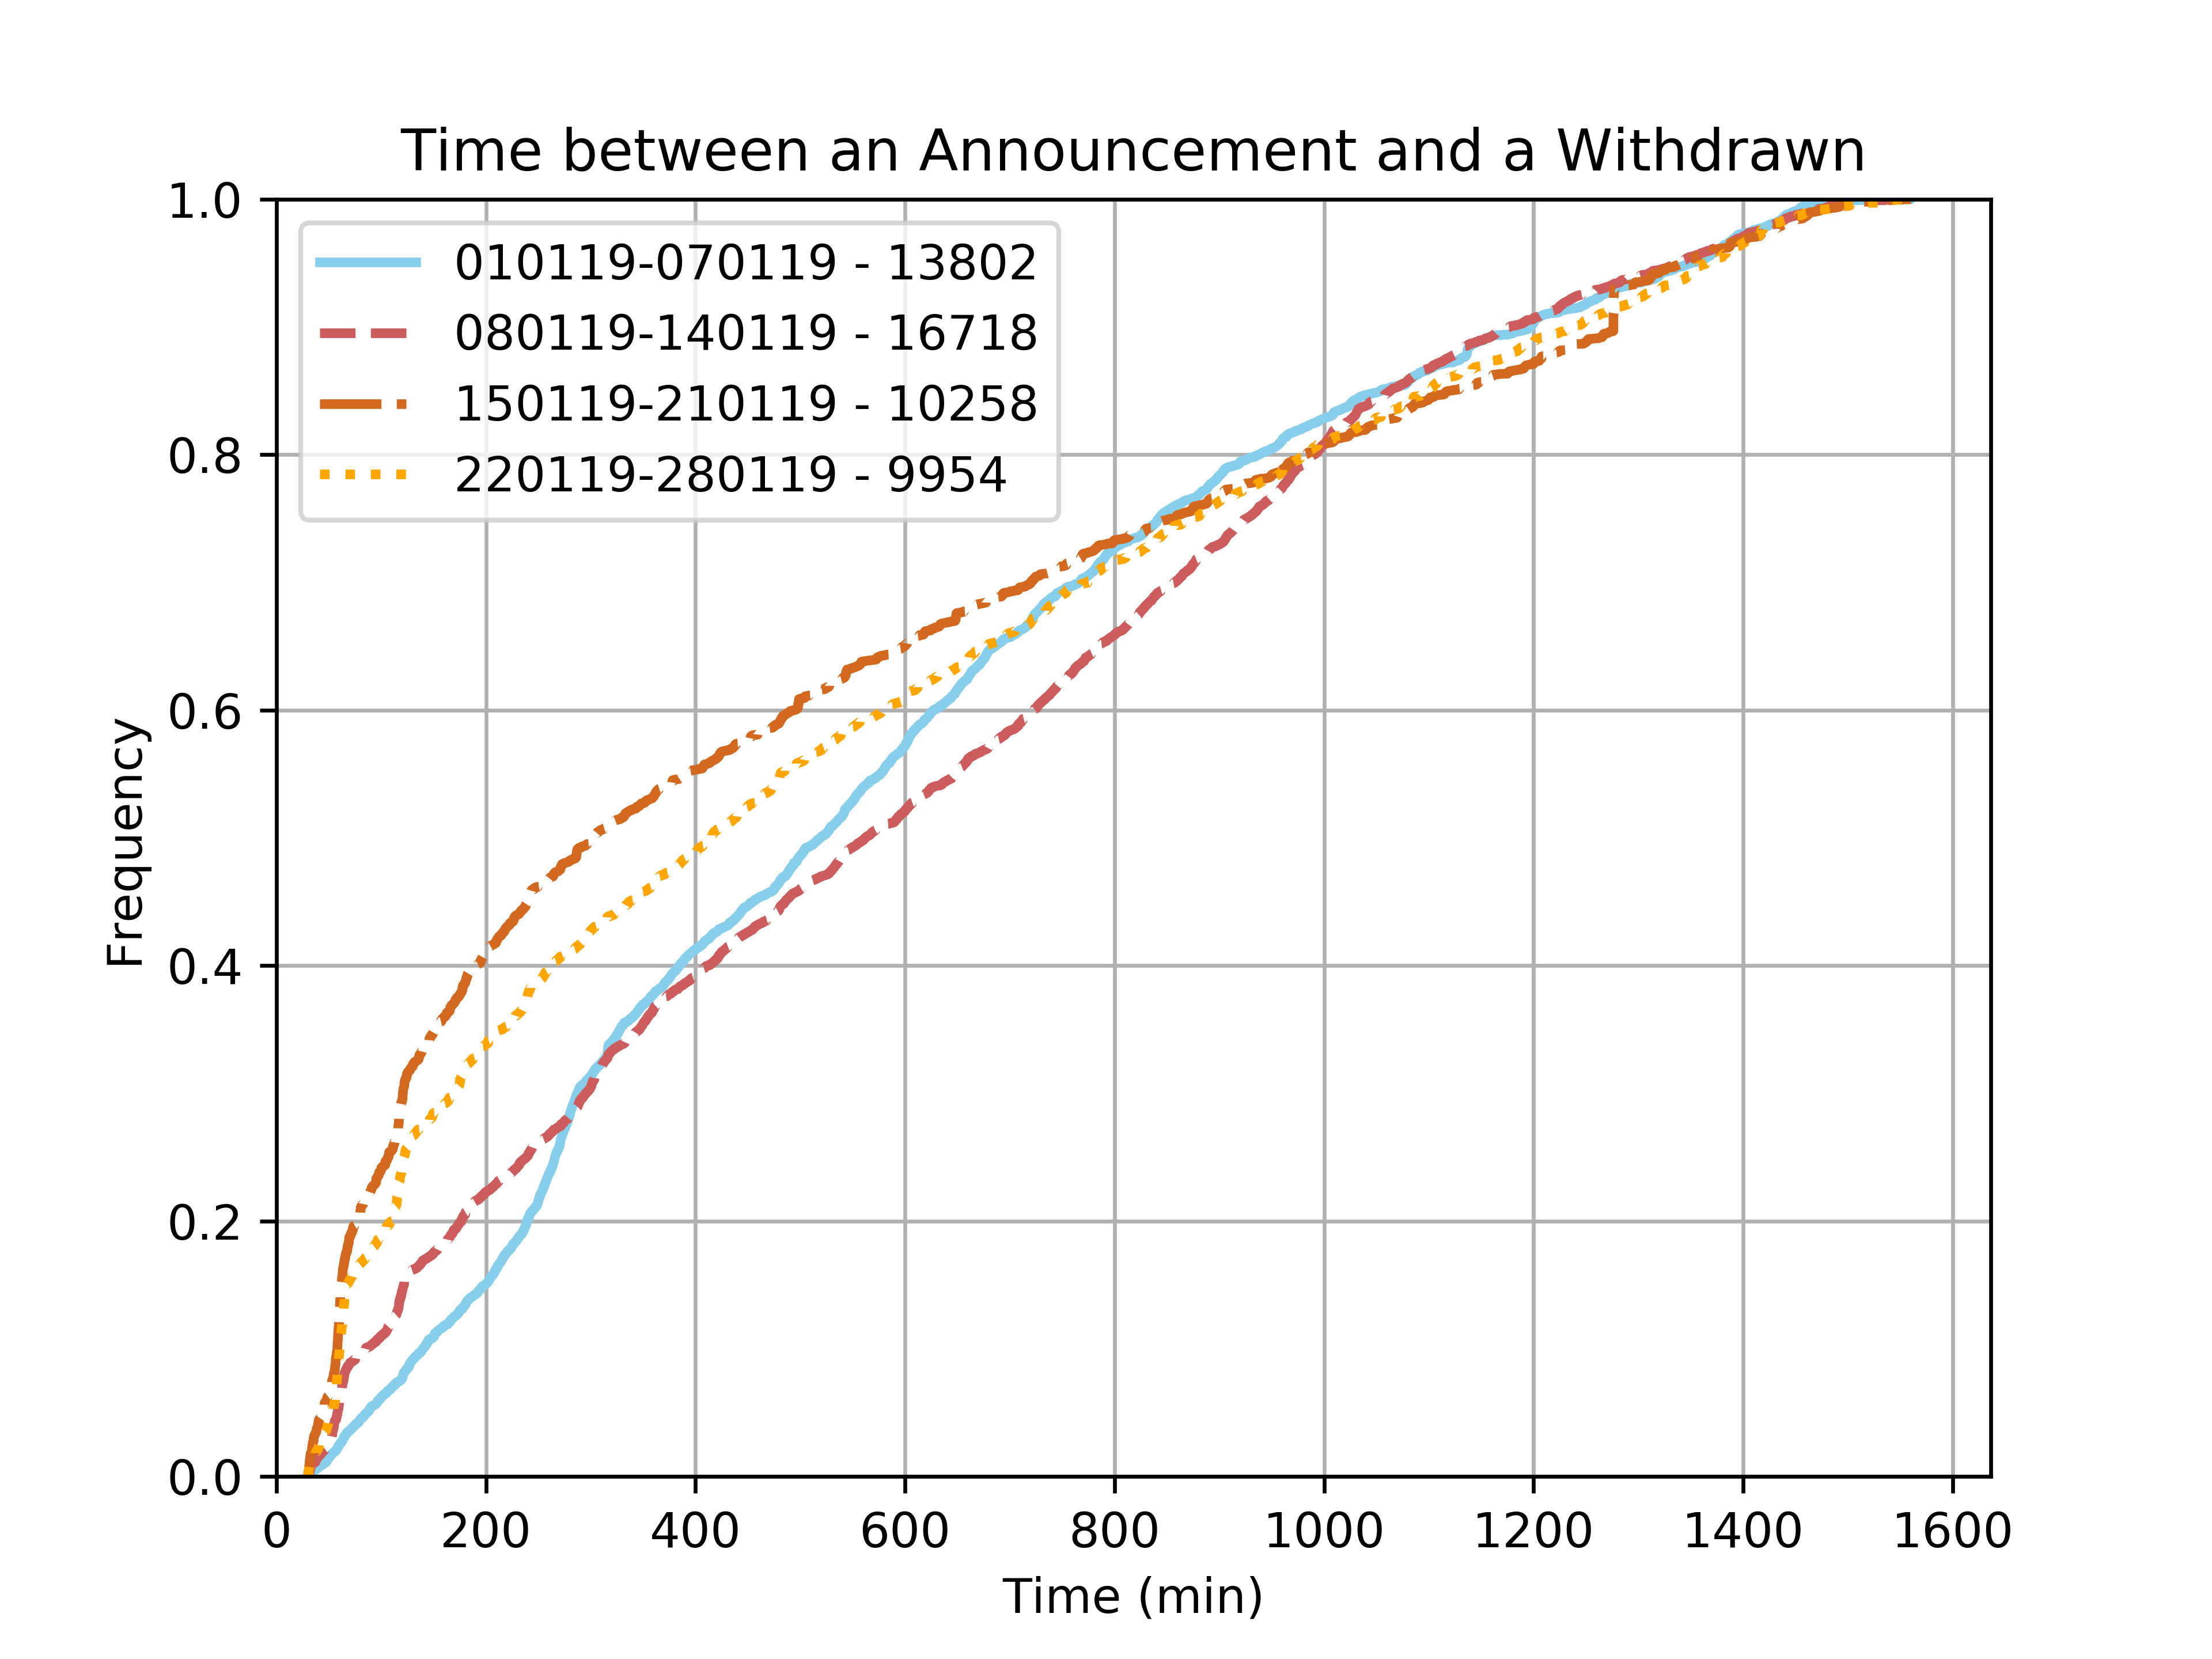 Time between an Announcement and a Withdrawn
1.0
0.8
0.6
0.4
0.2
0.0
Frequency
010119-070119 - 13802
080119-140119 - 16718
150119-210119 - 10258
220119-280119 - 9954
0 200 400 600 800 1000 1200 1400 1600
Time (min)